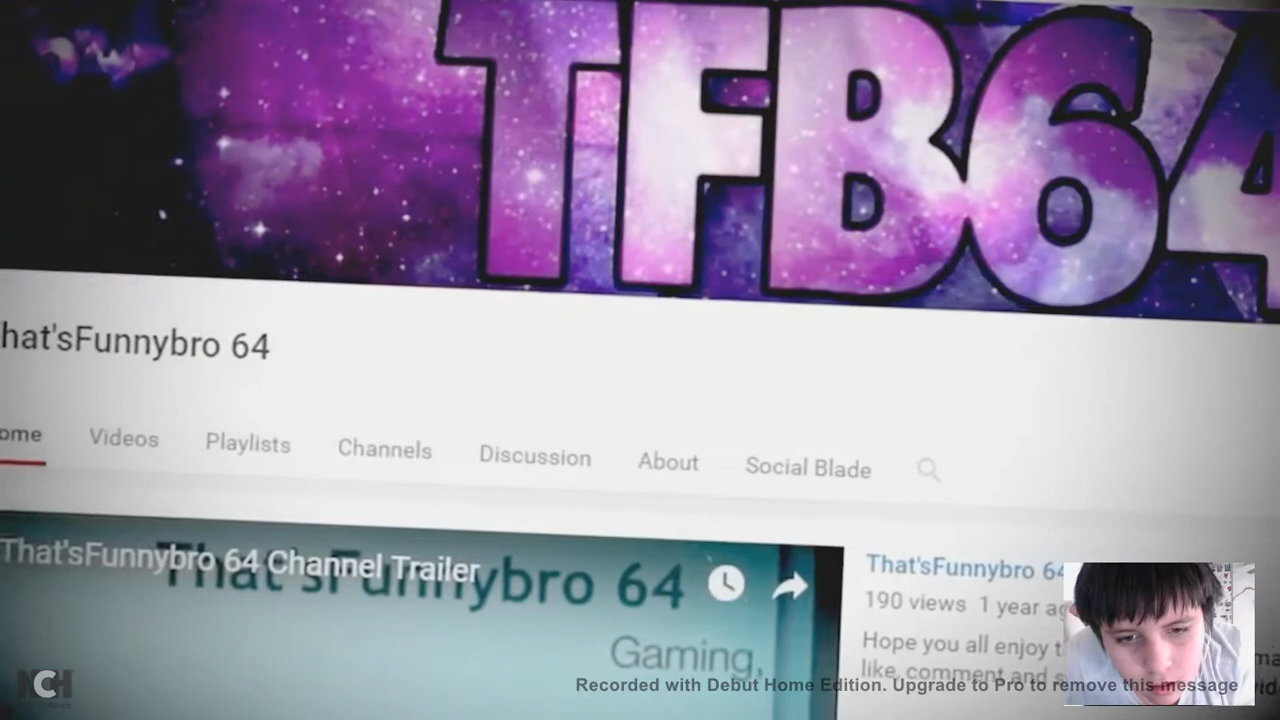 TFB64
hat'sFunnybro 64
ome Videos Playlists Channels Discussion About Social Blade
That'sFunnybro 64 Channel Trailer
That'sFunnybro 64
Gaming,
That'sFunnybro 64
190 views 1 year ag
Hope you all enjoy t
like, comment and s
Recorded with Debut Home Edition. Upgrade to Pro to remove this message
NCH